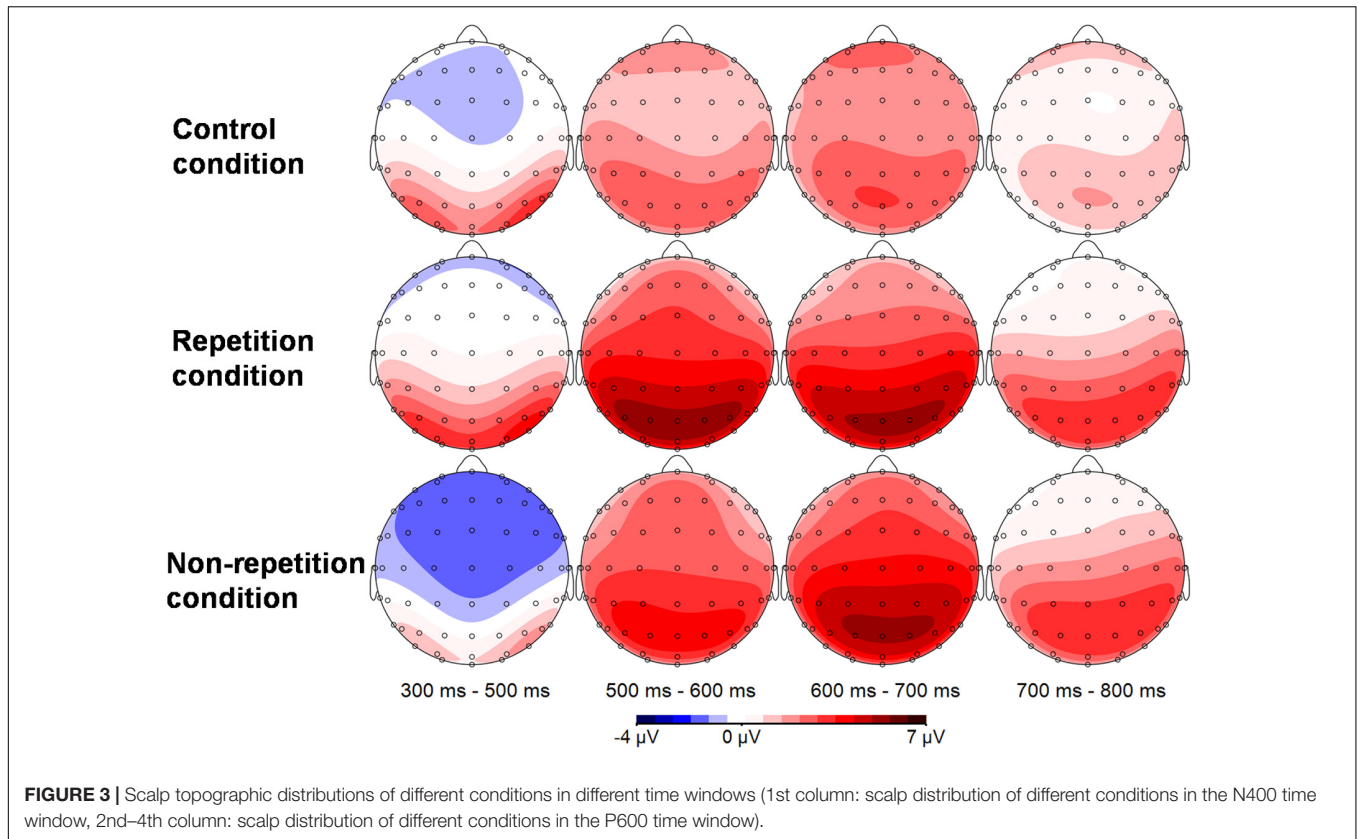 Control
condition
Repetition
condition
Non-repetition
condition
300 ms - 500 ms 500 ms - 600 ms 600 ms - 700 ms 700 ms - 800 ms
-4 µV 0 µV 7 µV
FIGURE 3 | Scalp topographic distributions of different conditions in different time windows (1st column: scalp distribution of different conditions in the N400 time
window, 2nd–4th column: scalp distribution of different conditions in the P600 time window).